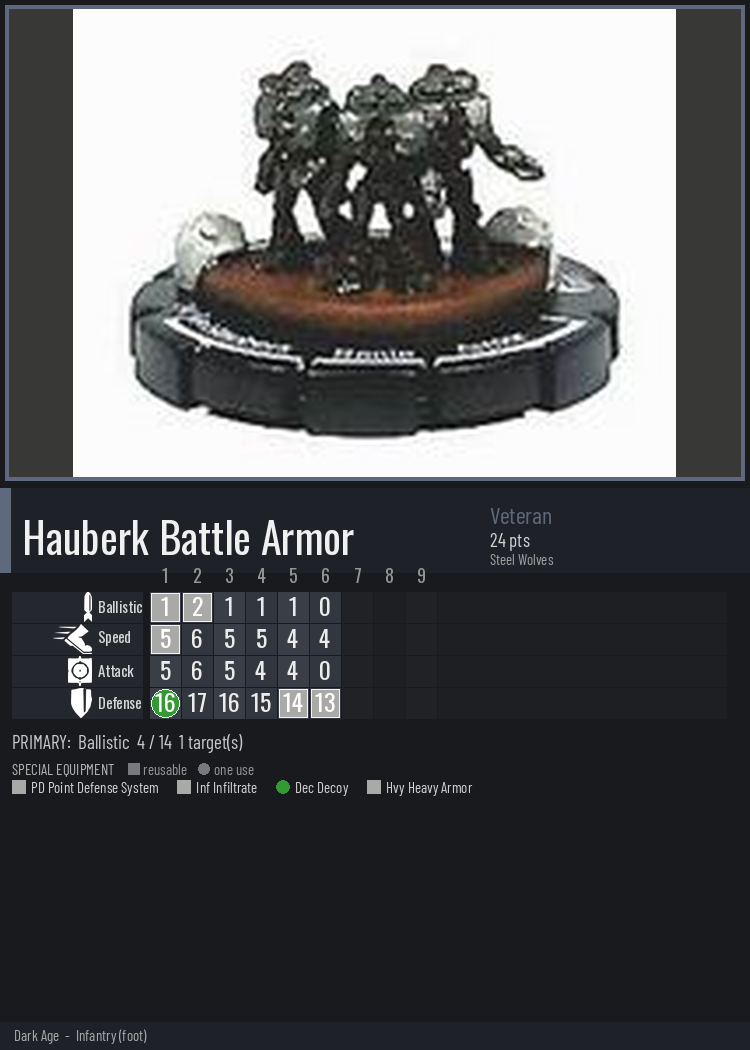 Hauberk Battle Armor
Veteran
24 pts
Steel Wolves
1 2 3 4 5 6 7 8 9
Ballistic 1 2 1 1 1 0
Speed 5 6 5 5 4 4
Attack 5 6 5 4 4 0
Defense 16 17 16 15 14 13
PRIMARY: Ballistic 4 / 14 1 target(s)
SPECIAL EQUIPMENT reusable one use
PD Point Defense System Inf Infiltrate Dec Decoy Hvy Heavy Armor
Dark Age - Infantry (foot)